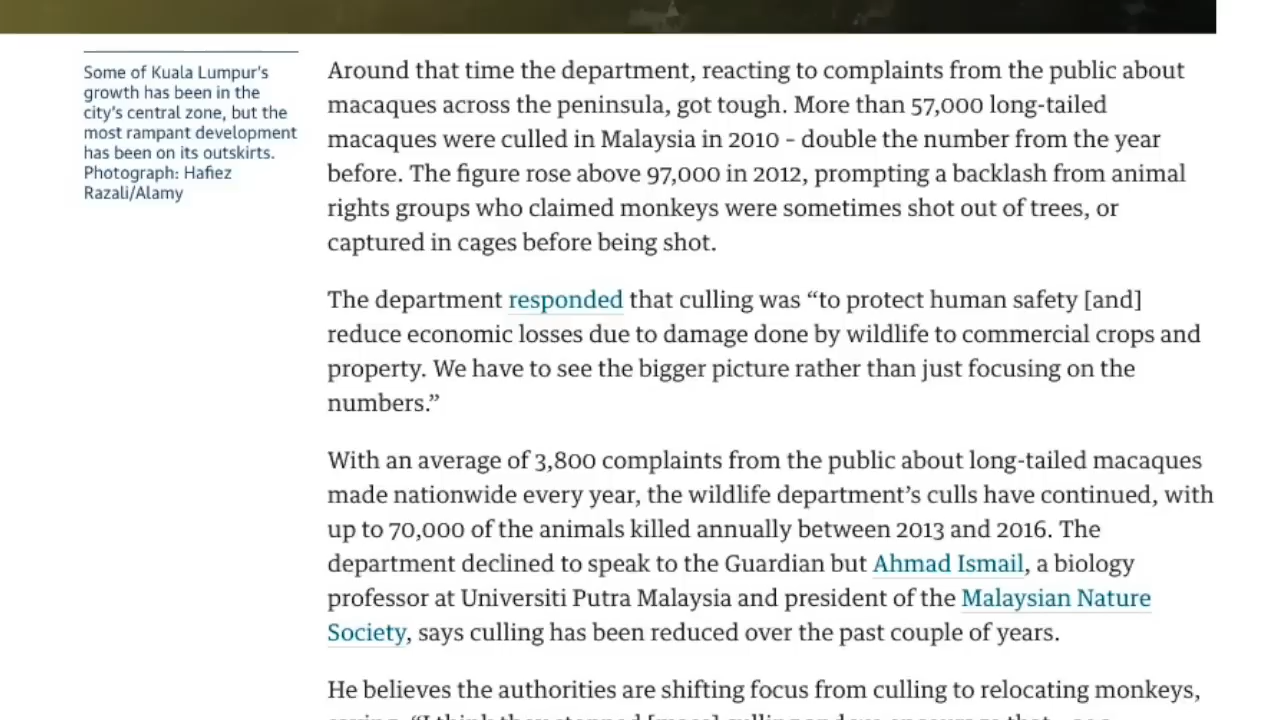 Some of Kuala Lumpur's
growth has been in the
city's central zone, but the
most rampant development
has been on its outskirts.
Photograph: Hafiez
Razali/Alamy
Around that time the department, reacting to complaints from the public about
macaques across the peninsula, got tough. More than 57,000 long-tailed
macaques were culled in Malaysia in 2010 – double the number from the year
before. The figure rose above 97,000 in 2012, prompting a backlash from animal
rights groups who claimed monkeys were sometimes shot out of trees, or
captured in cages before being shot.
The department responded that culling was “to protect human safety [and]
reduce economic losses due to damage done by wildlife to commercial crops and
property. We have to see the bigger picture rather than just focusing on the
numbers.”
With an average of 3,800 complaints from the public about long-tailed macaques
made nationwide every year, the wildlife department’s culls have continued, with
up to 70,000 of the animals killed annually between 2013 and 2016. The
department declined to speak to the Guardian but Ahmad Ismail, a biology
professor at Universiti Putra Malaysia and president of the Malaysian Nature
Society, says culling has been reduced over the past couple of years.
He believes the authorities are shifting focus from culling to relocating monkeys,